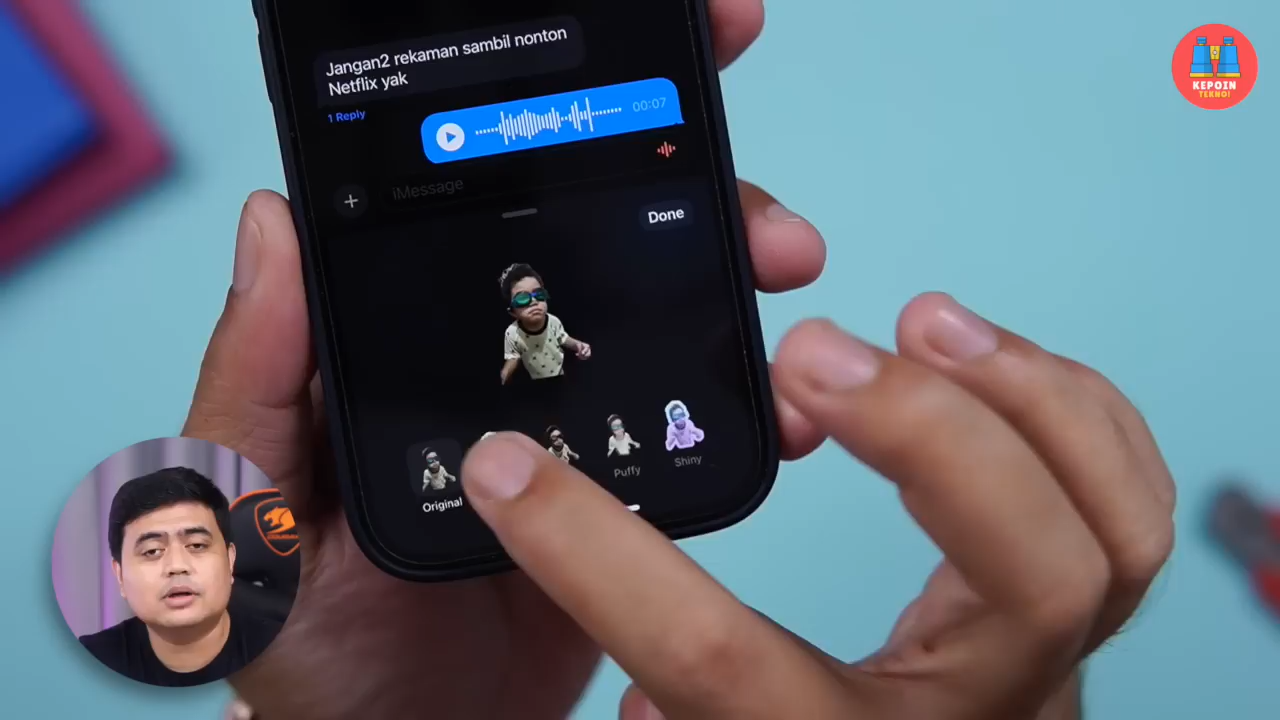 Jangan2 rekaman sambil nonton
Netflix yak
1 Reply
00:07
iMessage
Done
Original
Puffy
Shiny
KEPOIN
TEKNO!